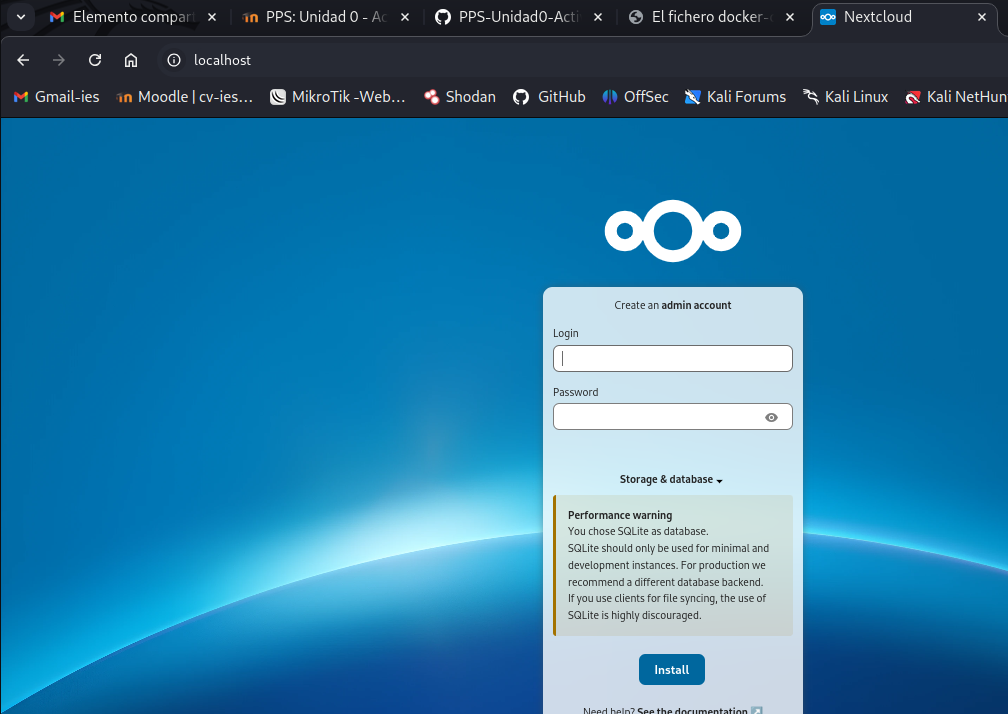 Elemento compar
PPS: Unidad 0 - Ac
PPS-Unidad0-Acti
El fichero docker-
Nextcloud
localhost
Gmail-ies
Moodle | cv-ies...
MikroTik -Web...
Shodan
GitHub
OffSec
Kali Forums
Kali Linux
Kali NetHun
Create an admin account
Login
Password
Storage & database
Performance warning
You chose SQLite as database.
SQLite should only be used for minimal and
development instances. For production we
recommend a different database backend.
If you use clients for file syncing, the use of
SQLite is highly discouraged.
Install
Need help? See the documentation